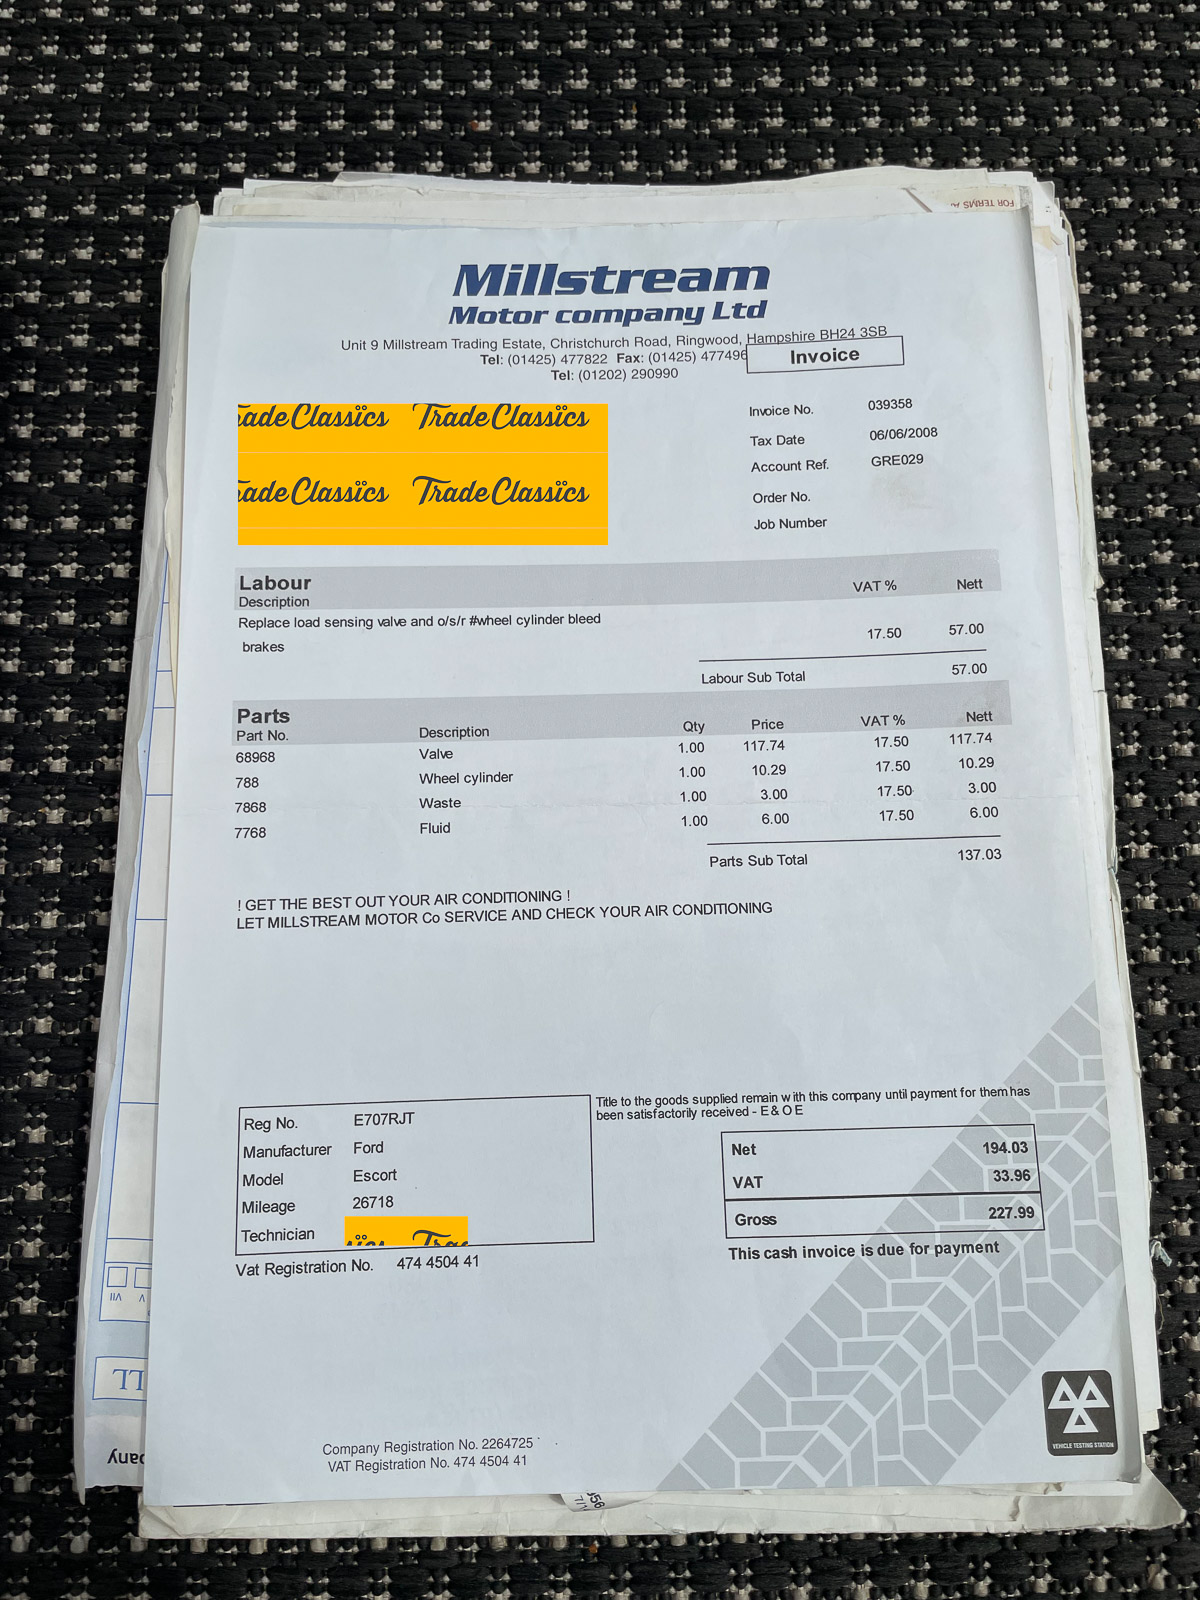 FOR TERMS
Millstream
Motor company Ltd
Unit 9 Millstream Trading Estate, Christchurch Road, Ringwood, Hampshire BH24 3SB
Tel: (01425) 477822 Fax: (01425) 477496
Tel: (01202) 290990
Invoice
Trade Classics
Trade Classics
Invoice No. 039358
Tax Date 06/06/2008
Account Ref. GRE029
Order No.
Job Number
Labour
Description VAT % Nett
Replace load sensing valve and o/s/r #wheel cylinder bleed
brakes 17.50 57.00
Labour Sub Total 57.00
Parts
Part No. Description Qty Price VAT % Nett
68968 Valve 1.00 117.74 17.50 117.74
788 Wheel cylinder 1.00 10.29 17.50 10.29
7868 Waste 1.00 3.00 17.50 3.00
7768 Fluid 1.00 6.00 17.50 6.00
Parts Sub Total 137.03
! GET THE BEST OUT YOUR AIR CONDITIONING !
LET MILLSTREAM MOTOR Co SERVICE AND CHECK YOUR AIR CONDITIONING
Title to the goods supplied remain with this company until payment for them has
been satisfactorily received - E & O E
Reg No. E707RJT
Manufacturer Ford
Model Escort
Mileage 26718
Technician
Vat Registration No. 474 4504 41
Net 194.03
VAT 33.96
Gross 227.99
This cash invoice is due for payment
VEHICLE TESTING STATION
Company Registration No. 2264725
VAT Registration No. 474 4504 41